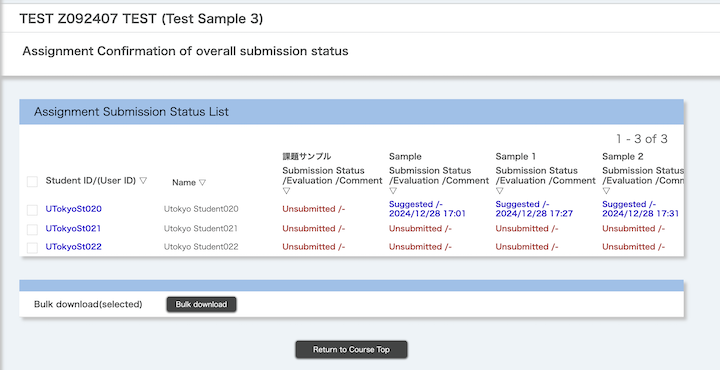 TEST Z092407 TEST (Test Sample 3)
Assignment Confirmation of overall submission status
Assignment Submission Status List
1 - 3 of 3
課題サンプル Sample Sample 1 Sample 2
Student ID/(User ID) ▽ Name ▽ Submission Status Submission Status Submission Status Submission Status
/Evaluation /Comment /Evaluation /Comment /Evaluation /Comment /Evaluation /Comm
▽ ▽ ▽ ▽
UTokyoSt020 Utokyo Student020 Unsubmitted /- Suggested /- Suggested /- Suggested /-
2024/12/28 17:01 2024/12/28 17:27 2024/12/28 17:31
UTokyoSt021 Utokyo Student021 Unsubmitted /- Unsubmitted /- Unsubmitted /- Unsubmitted /-
UTokyoSt022 Utokyo Student022 Unsubmitted /- Unsubmitted /- Unsubmitted /- Unsubmitted /-
Bulk download(selected) Bulk download
Return to Course Top